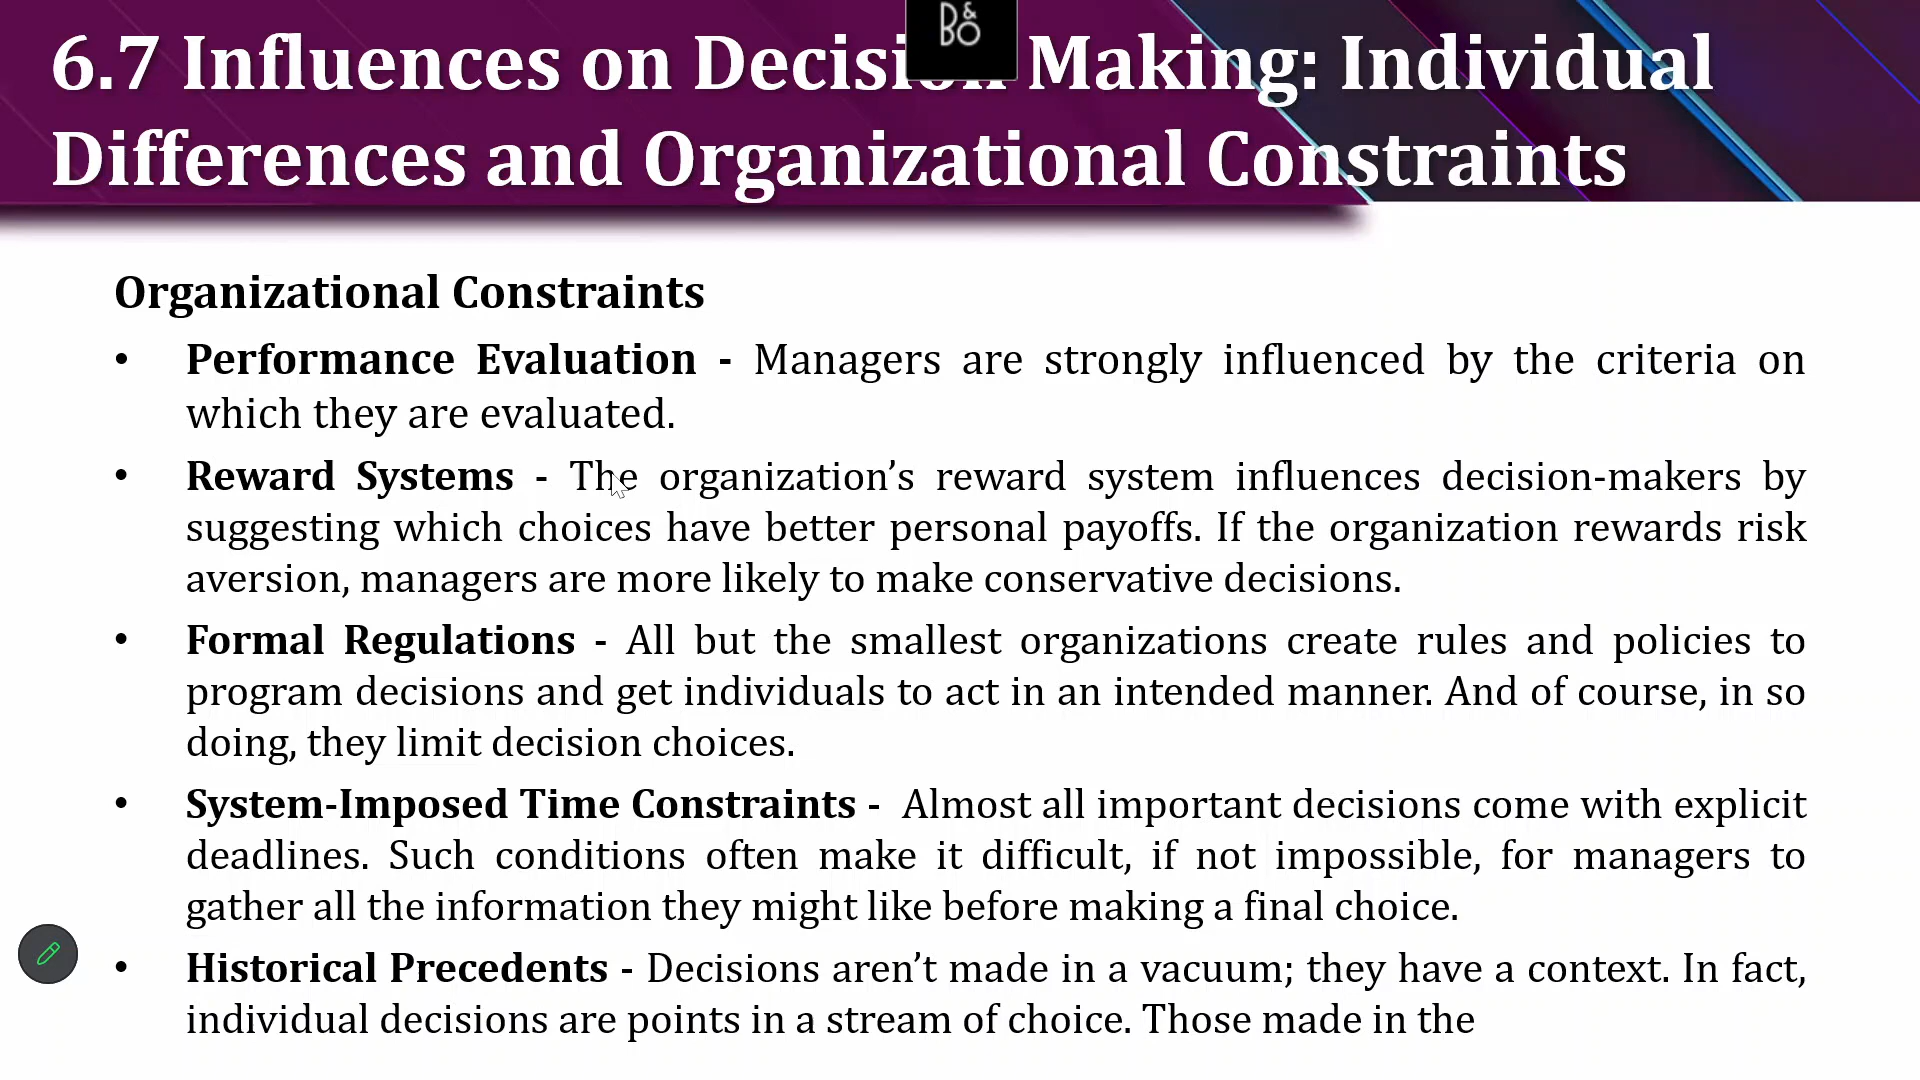 6.7 Influences on Decision Making: Individual
Differences and Organizational Constraints
B&O
Organizational Constraints
• Performance Evaluation - Managers are strongly influenced by the criteria on
which they are evaluated.
• Reward Systems - The organization’s reward system influences decision-makers by
suggesting which choices have better personal payoffs. If the organization rewards risk
aversion, managers are more likely to make conservative decisions.
• Formal Regulations - All but the smallest organizations create rules and policies to
program decisions and get individuals to act in an intended manner. And of course, in so
doing, they limit decision choices.
• System-Imposed Time Constraints - Almost all important decisions come with explicit
deadlines. Such conditions often make it difficult, if not impossible, for managers to
gather all the information they might like before making a final choice.
• Historical Precedents - Decisions aren’t made in a vacuum; they have a context. In fact,
individual decisions are points in a stream of choice. Those made in the